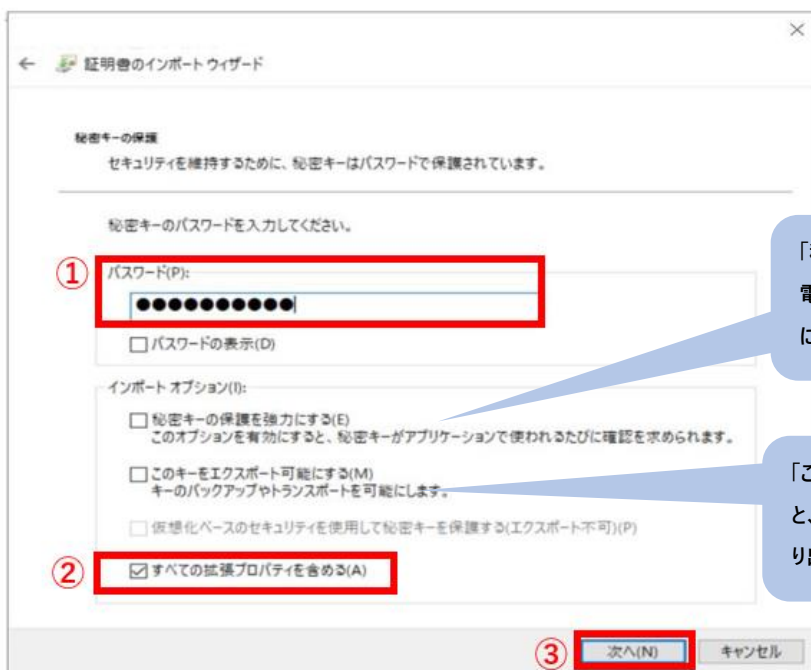 証明書のインポート ウィザード
秘密キーの保護
セキュリティを維持するために、秘密キーはパスワードで保護されています。
秘密キーのパスワードを入力してください。
①
パスワード(P):
●●●●●●●●●●
パスワードの表示(D)
インポート オプション(I):
秘密キーの保護を強力にする(E)
このオプションを有効にすると、秘密キーがアプリケーションで使われるたびに確認を求められます。
このキーをエクスポート可能にする(M)
キーのバックアップやトランスポートを可能にします。
仮想化ベースのセキュリティを使用して秘密キーを保護する(エクスポート不可)(P)
②
すべての拡張プロパティを含める(A)
③
次へ(N)
キャンセル
電
に
「こ
と、
り